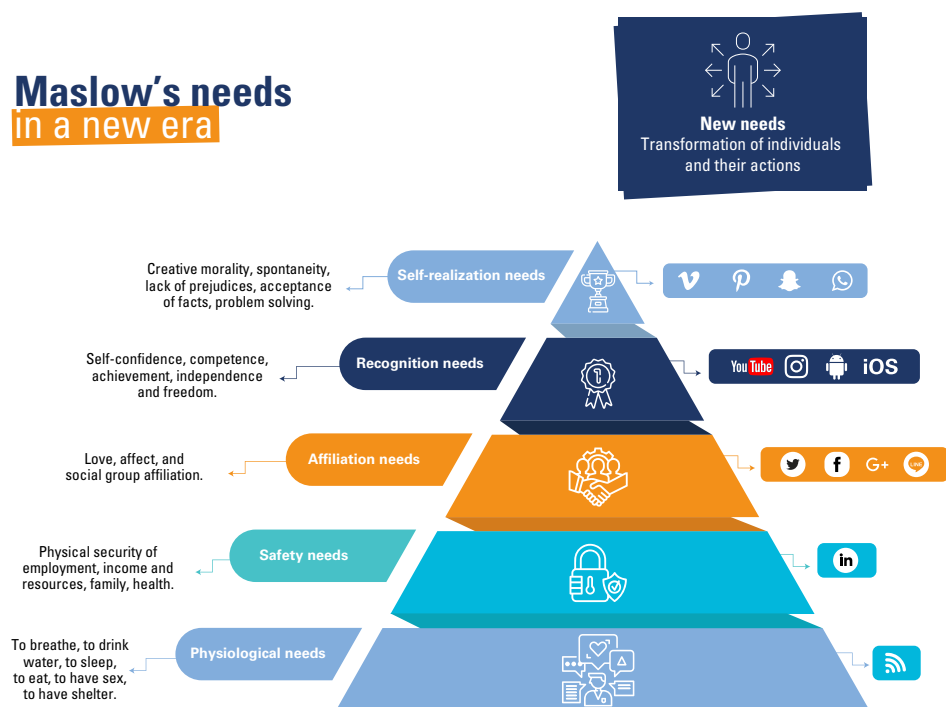 Maslow's needs
in a new era
New needs
Transformation of individuals
and their actions
Creative morality, spontaneity,
lack of prejudices, acceptance
of facts, problem solving.
Self-realization needs
Self-confidence, competence,
achievement, independence
and freedom.
Recognition needs
1
YouTube
iOS
Love, affect, and
social group affiliation.
Affiliation needs
f
G+
LINE
Physical security of
employment, income and
resources, family, health.
Safety needs
in
To breathe, to drink
water, to sleep,
to eat, to have sex,
to have shelter.
Physiological needs